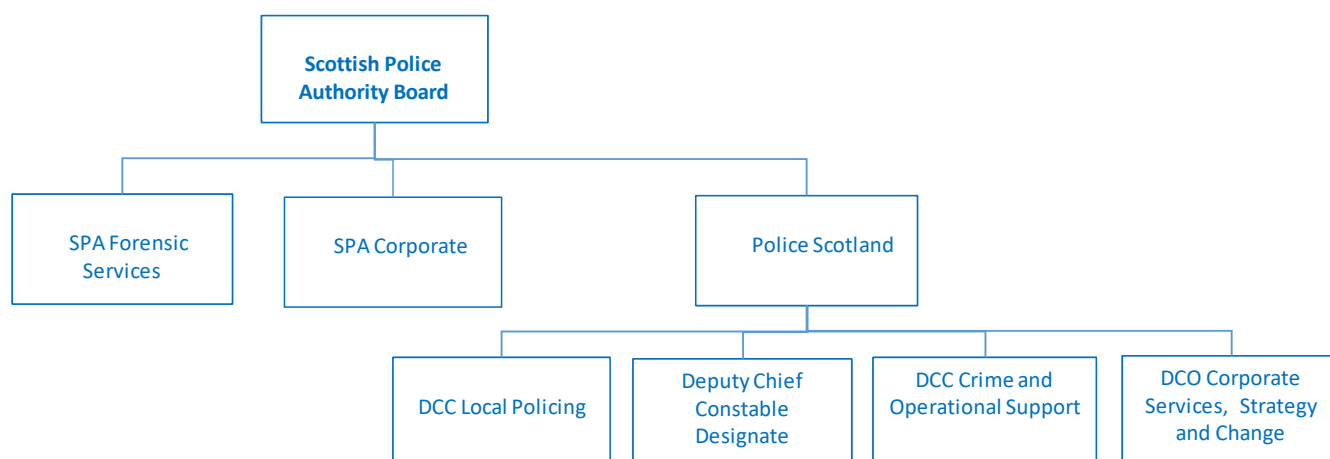 Scottish Police
Authority Board
SPA Forensic
Services
SPA Corporate
Police Scotland
DCC Local Policing
Deputy Chief
Constable
Designate
DCC Crime and
Operational Support
DCO Corporate
Services, Strategy
and Change